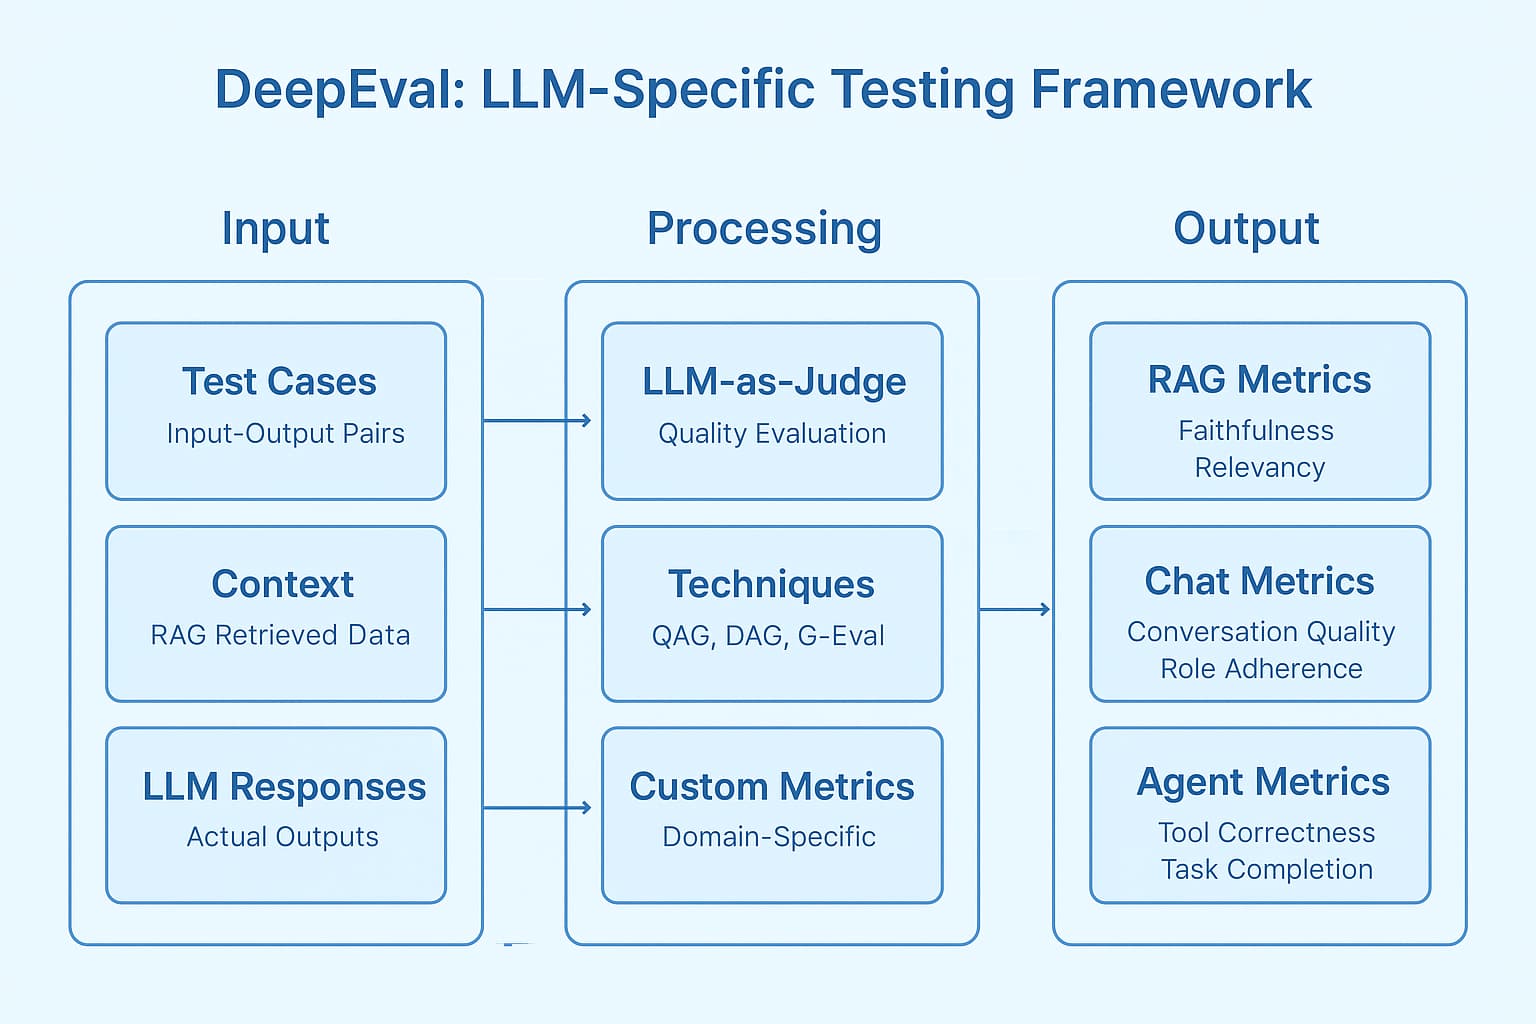 DeepEval: LLM-Specific Testing Framework
Input
Test Cases
Input-Output Pairs
Context
RAG Retrieved Data
LLM Responses
Actual Outputs
Processing
LLM-as-Judge
Quality Evaluation
Techniques
QAG, DAG, G-Eval
Custom Metrics
Domain-Specific
Output
RAG Metrics
Faithfulness
Relevancy
Chat Metrics
Conversation Quality
Role Adherence
Agent Metrics
Tool Correctness
Task Completion